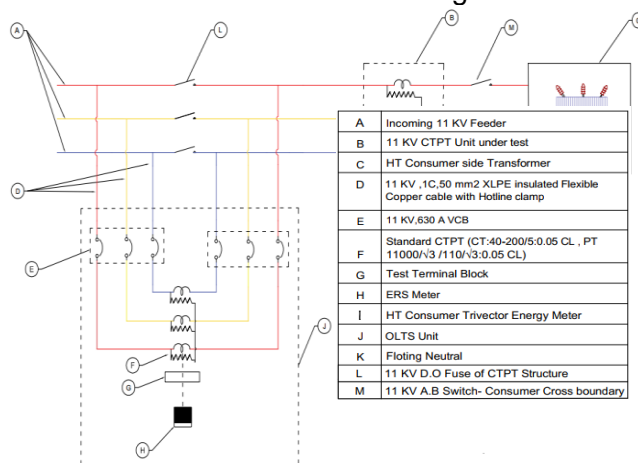 A
L
B
M
A Incoming 11 KV Feeder
B 11 KV CTPT Unit under test
C HT Consumer side Transformer
D 11 KV ,1C,50 mm2 XLPE insulated Flexible
Copper cable with Hotline clamp
E 11 KV,630 A VCB
F Standard CTPT (CT:40-200/5:0.05 CL , PT
11000/√3 /110/√3:0.05 CL)
G Test Terminal Block
H ERS Meter
I HT Consumer Trivector Energy Meter
J OLTS Unit
K Floting Neutral
L 11 KV D.O Fuse of CTPT Structure
M 11 KV A.B Switch- Consumer Cross boundary
D
E
J
F
G
H